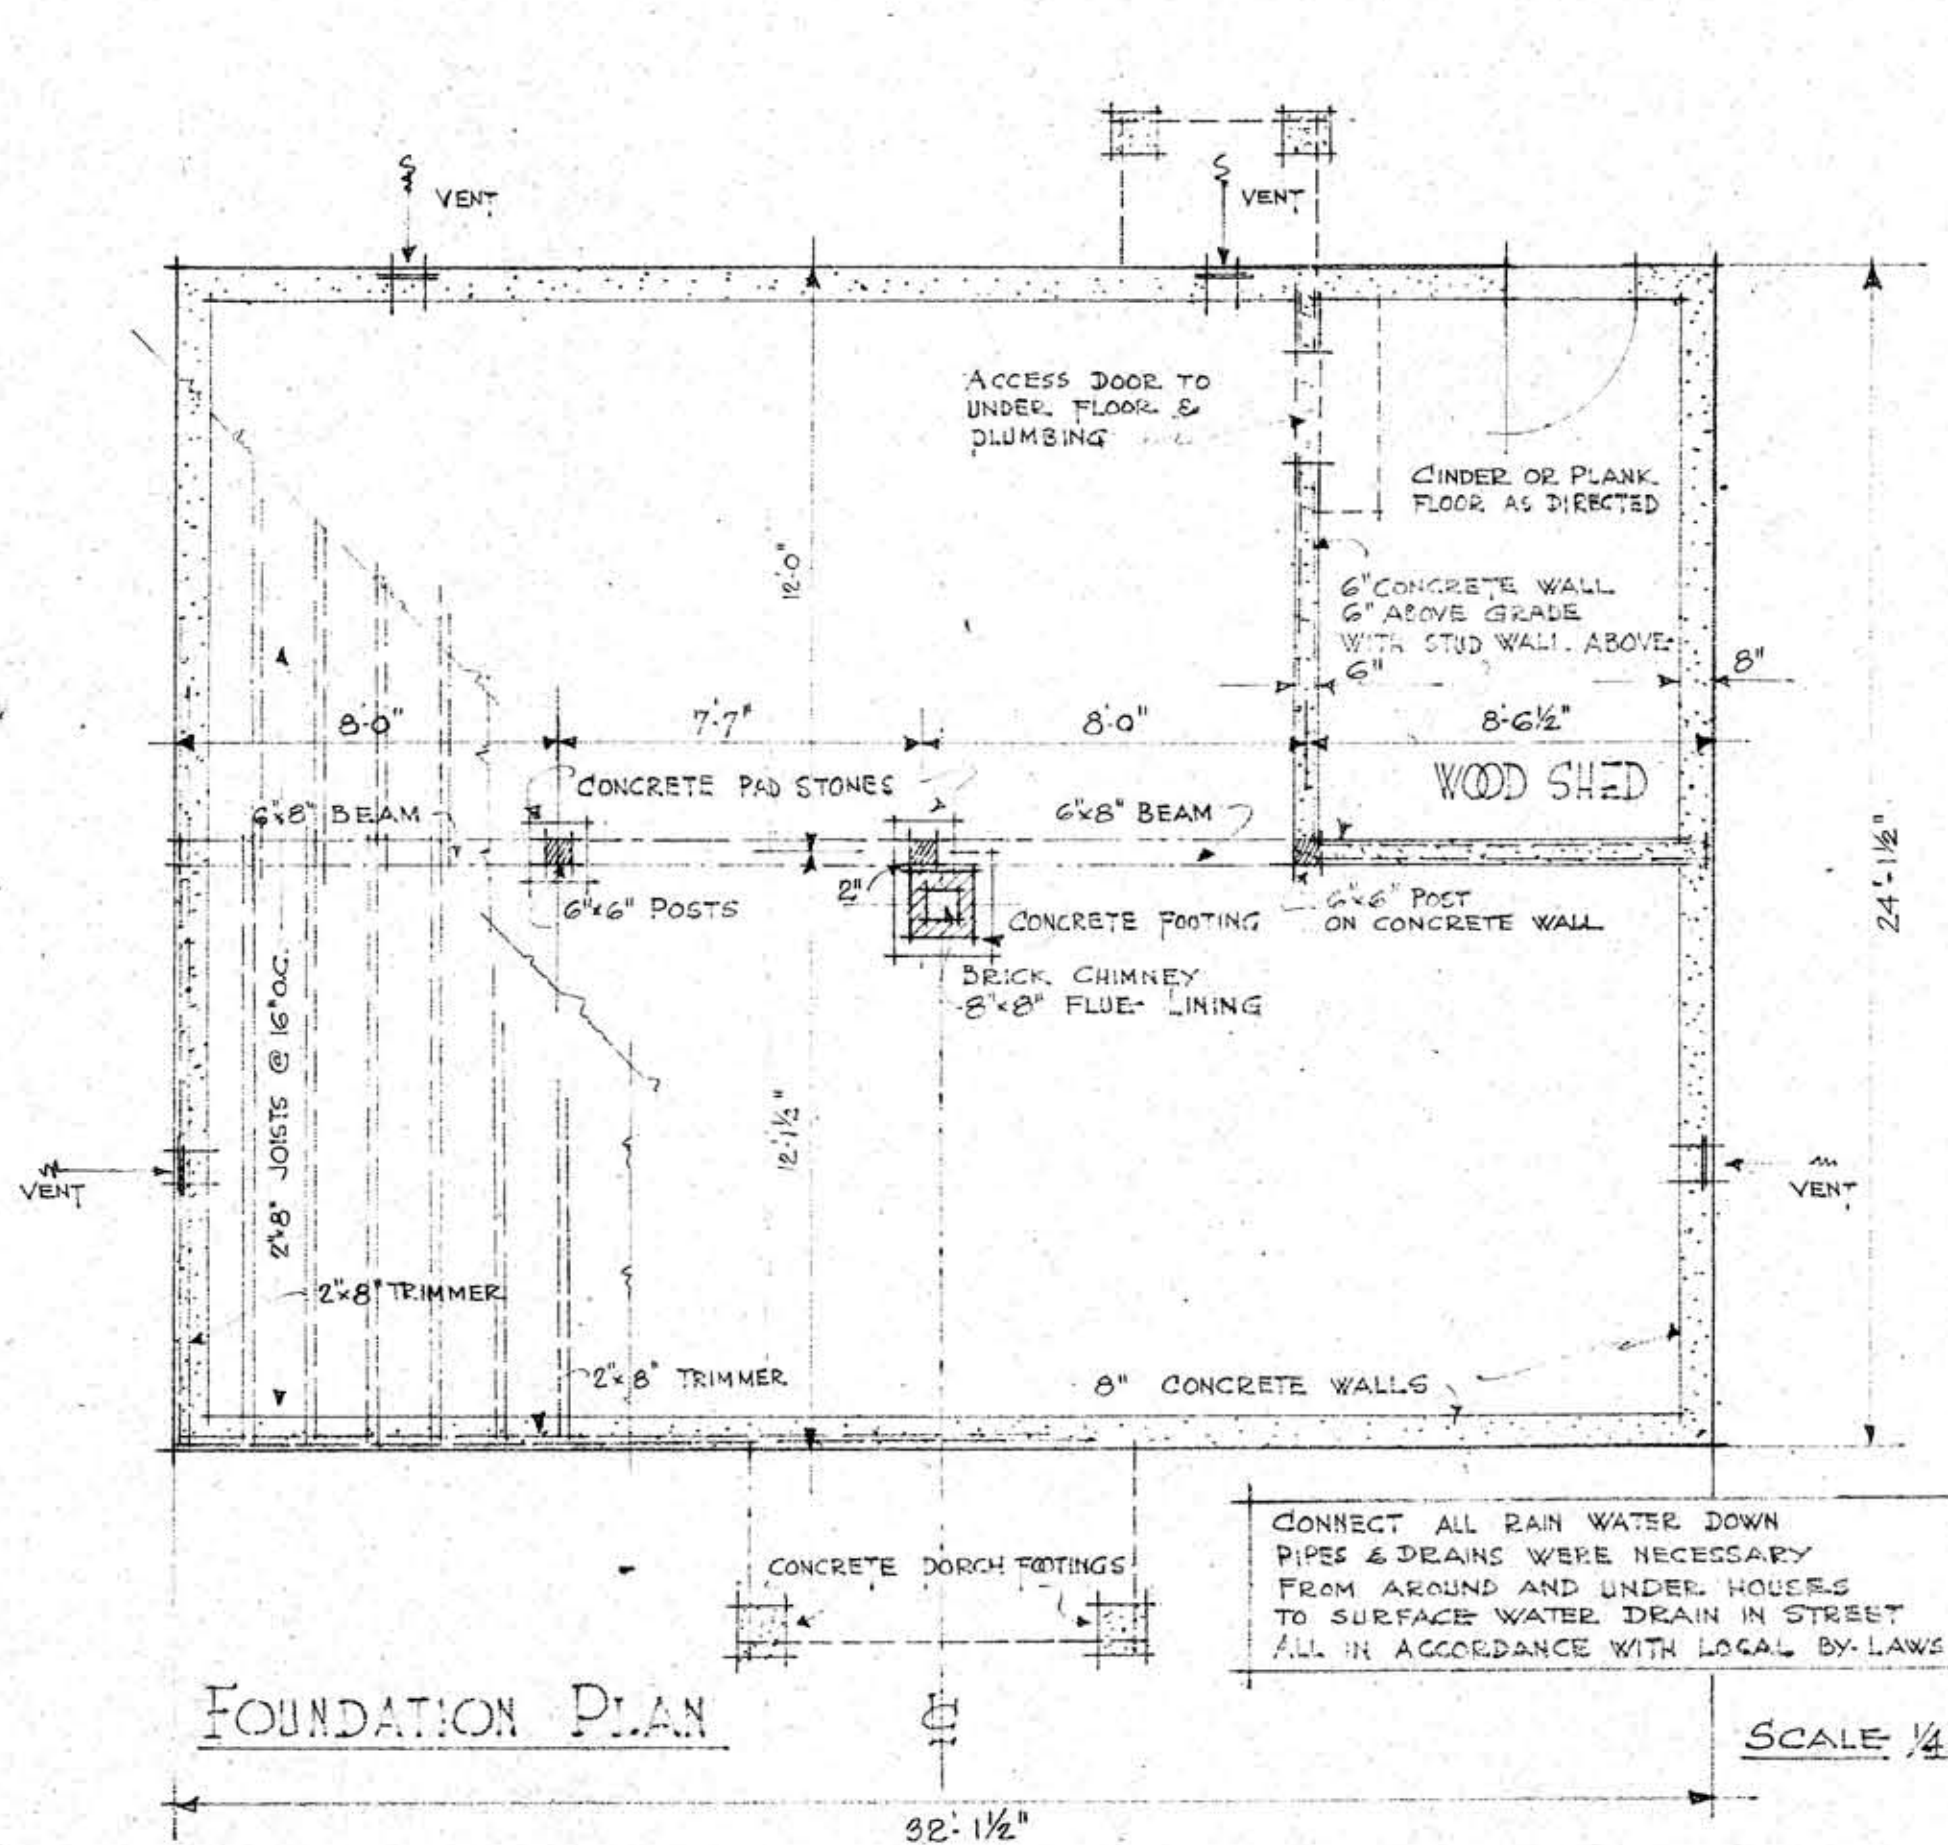 VENT
VENT
ACCESS DOOR TO
UNDER FLOOR &
PLUMBING
CINDER OR PLANK
FLOOR AS DIRECTED
12'-0"
6" CONCRETE WALL
6" ABOVE GRADE
WITH STUD WALL ABOVE
6"
8"
8'-0"
7'-7"
8'-0"
8'-6½"
CONCRETE PAD STONES
WOOD SHED
6"x8" BEAM
6"x8" BEAM
24'-1½"
2"
6"x6" POSTS
CONCRETE FOOTING
6"x6" POST
ON CONCRETE WALL
BRICK CHIMNEY
8"x8" FLUE LINING
2"x8" JOISTS @ 16" O.C.
12'-1½"
VENT
VENT
2"x8" TRIMMER
2"x8" TRIMMER
8" CONCRETE WALLS
CONNECT ALL RAIN WATER DOWN
PIPES & DRAINS WERE NECESSARY
FROM AROUND AND UNDER HOUSES
TO SURFACE WATER DRAIN IN STREET
ALL IN ACCORDANCE WITH LOCAL BY-LAWS
CONCRETE PORCH FOOTINGS
FOUNDATION PLAN
SCALE 1/4
32'-1½"